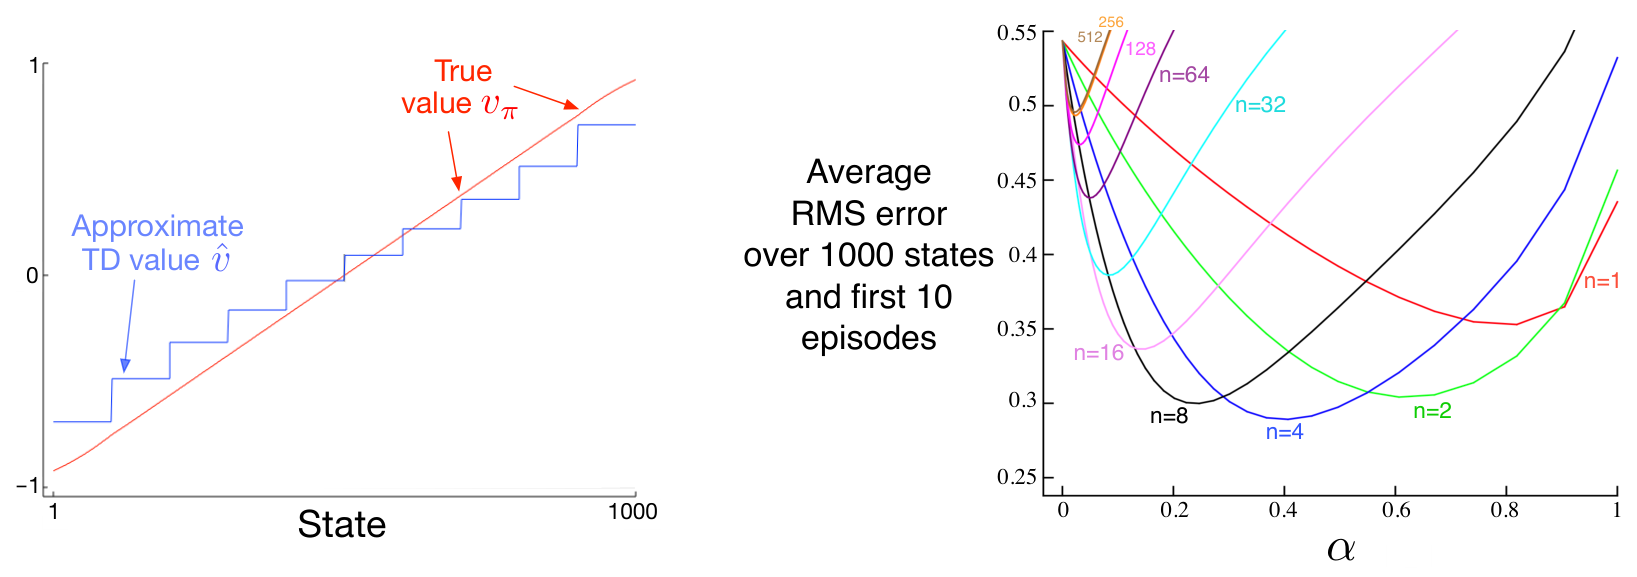 1
0
−1
1
1000
State
True
value vπ
Approximate
TD value v̂
Average
RMS error
over 1000 states
and first 10
episodes
0.55
0.5
0.45
0.4
0.35
0.3
0.25
0
0.2
0.4
0.6
0.8
1
α
256
512
128
n=64
n=32
n=16
n=8
n=4
n=2
n=1